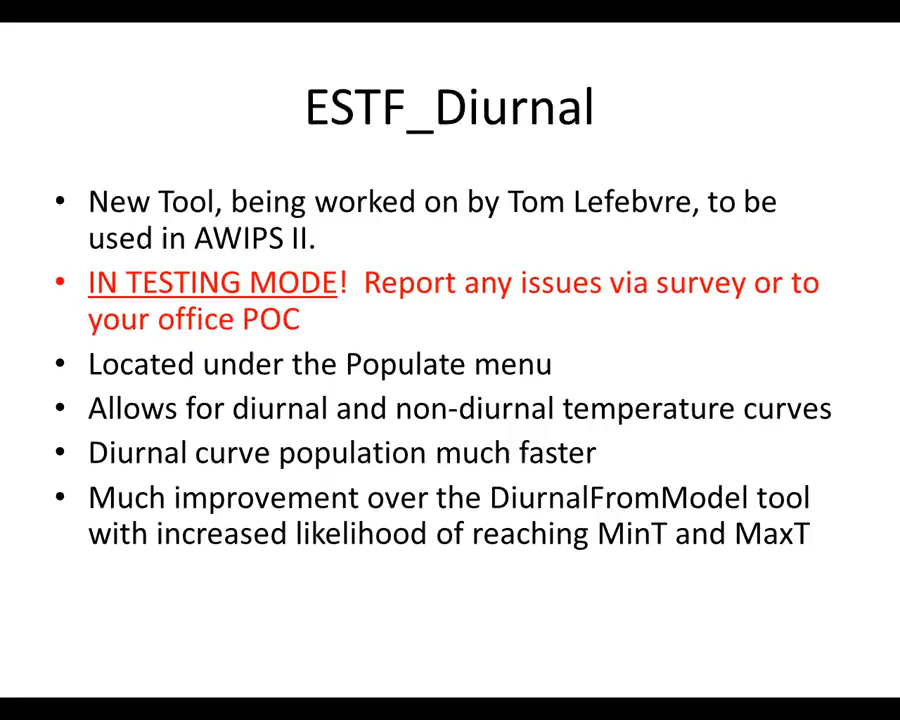 ESTF_Diurnal
• New Tool, being worked on by Tom Lefebvre, to be
used in AWIPS II.
• IN TESTING MODE!  Report any issues via survey or to
your office POC
• Located under the Populate menu
• Allows for diurnal and non-diurnal temperature curves
• Diurnal curve population much faster
• Much improvement over the DiurnalFromModel tool
with increased likelihood of reaching MinT and MaxT